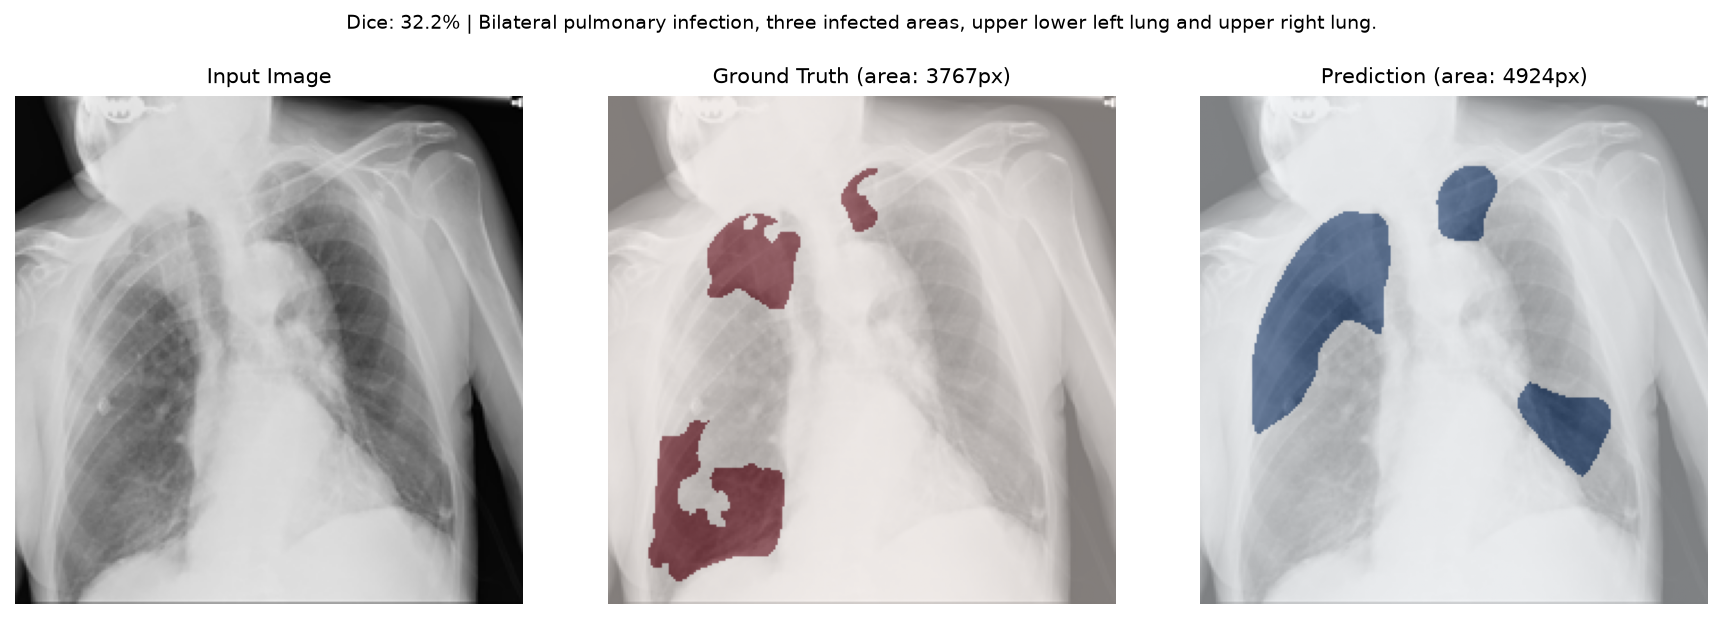 Dice: 32.2% | Bilateral pulmonary infection, three infected areas, upper lower left lung and upper right lung.
Input Image
Ground Truth (area: 3767px)
Prediction (area: 4924px)